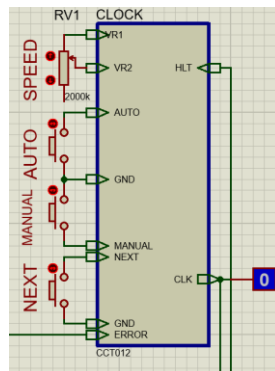 RV1 CLOCK
VR1
SPEED
VR2
HLT
2000k
AUTO
AUTO
GND
MANUAL
MANUAL
NEXT
NEXT
CLK
0
GND
ERROR
CCT012